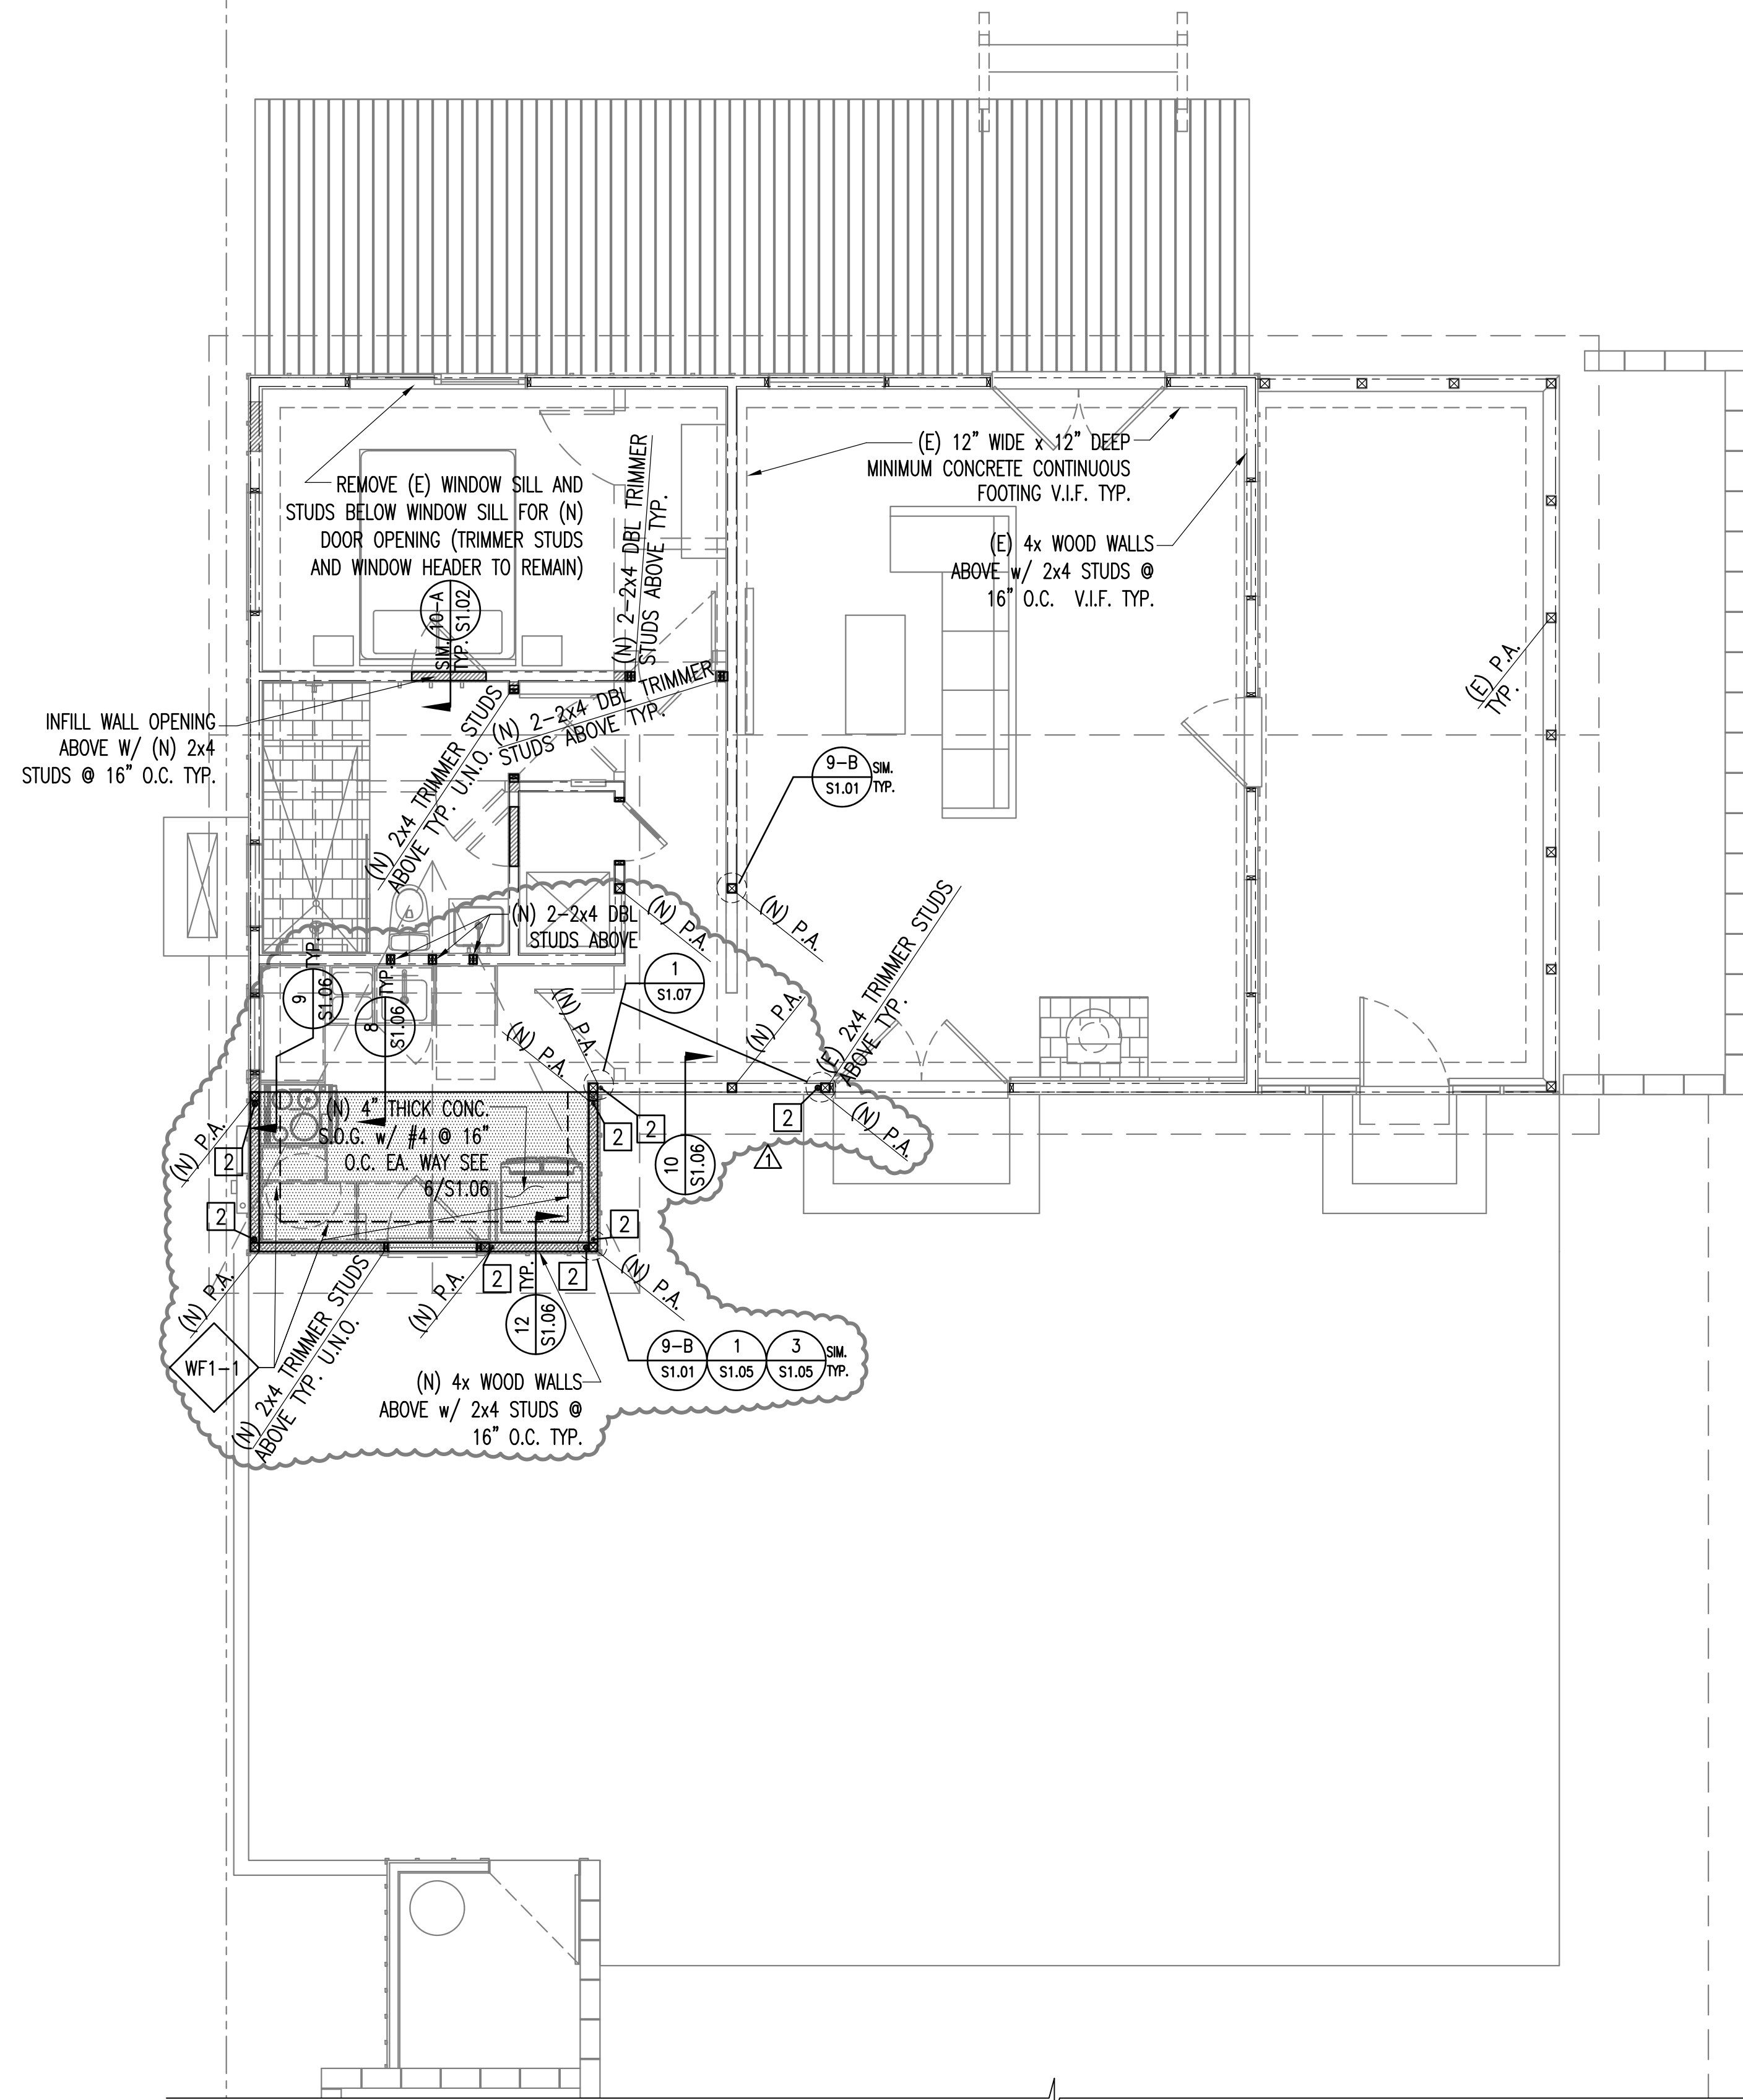 (E) 12" WIDE x 12" DEEP
MINIMUM CONCRETE CONTINUOUS
FOOTING V.I.F. TYP.
REMOVE (E) WINDOW SILL AND
STUDS BELOW WINDOW SILL FOR (N)
DOOR OPENING (TRIMMER STUDS
AND WINDOW HEADER TO REMAIN)
(N) 2-2x4 DBL TRIMMER
STUDS ABOVE TYP.
(E) 4x WOOD WALLS
ABOVE w/ 2x4 STUDS @
16" O.C. V.I.F. TYP.
SIM. 10-A
TYP. S1.02
(E) P.A.
TYP.
INFILL WALL OPENING
ABOVE W/ (N) 2x4
STUDS @ 16" O.C. TYP.
(N) 2x4 TRIMMER STUDS
ABOVE TYP. U.N.O.
(N) 2-2x4 DBL TRIMMER
STUDS ABOVE TYP.
9-B
S1.01
SIM.
TYP.
(N) 2-2x4 DBL
STUDS ABOVE
(N) P.A.
(N) P.A.
9
S1.06
TYP.
8
S1.06
TYP.
1
S1.07
(N) P.A.
(N) P.A.
(N) P.A.
(E) 2x4 TRIMMER STUDS
ABOVE TYP.
(N) 4" THICK CONC.
S.O.G. w/ #4 @ 16"
O.C. EA. WAY SEE
6/S1.06
2
2
2
(N) P.A.
(N) P.A.
2
10
S1.06
1
2
2
2
2
(N) P.A.
(N) P.A.
(N) P.A.
12
S1.06
TYP.
WF1-1
(N) 2x4 TRIMMER STUDS
ABOVE TYP. U.N.O.
9-B
S1.01
1
S1.05
3
S1.05
SIM.
TYP.
(N) 4x WOOD WALLS
ABOVE w/ 2x4 STUDS @
16" O.C. TYP.